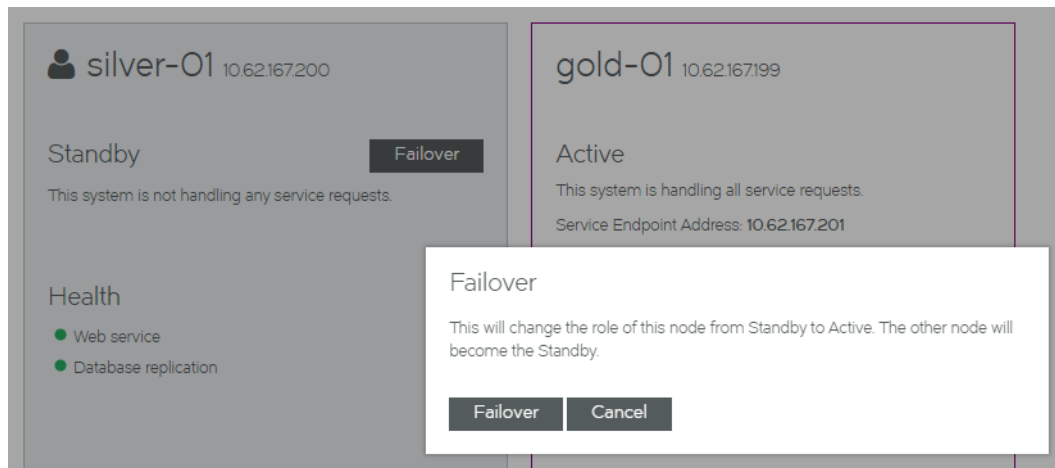 silver-01 10.62.167.200
Standby
Failover
This system is not handling any service requests.
Health
Web service
Database replication
gold-01 10.62.167.199
Active
This system is handling all service requests.
Service Endpoint Address: 10.62.167.201
Failover
This will change the role of this node from Standby to Active. The other node will
become the Standby.
Failover
Cancel